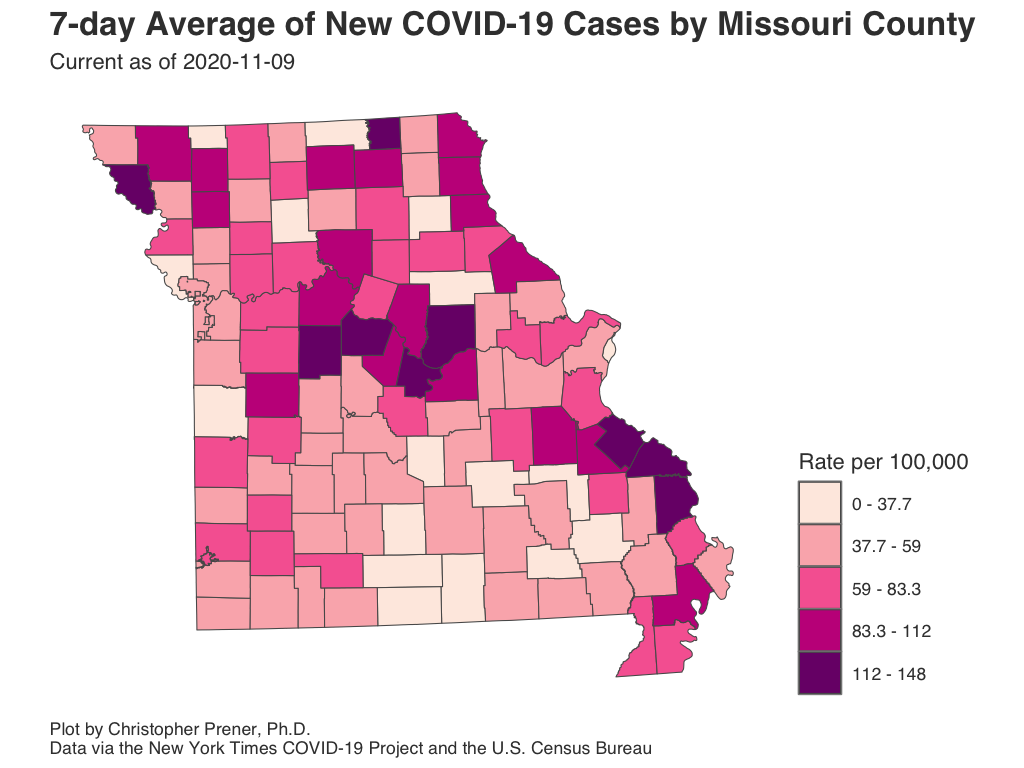 7-day Average of New COVID-19 Cases by Missouri County
Current as of 2020-11-09
Rate per 100,000
0 - 37.7
37.7 - 59
59 - 83.3
83.3 - 112
112 - 148
Plot by Christopher Prener, Ph.D.
Data via the New York Times COVID-19 Project and the U.S. Census Bureau